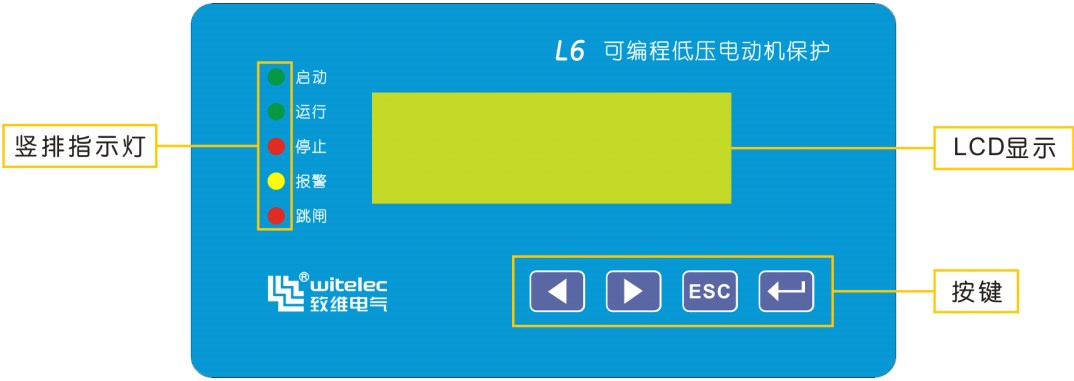 L6 可编程低压电动机保护
启动
运行
停止
报警
跳闸
竖排指示灯
LCD显示
®witelec
致维电气
ESC
按键